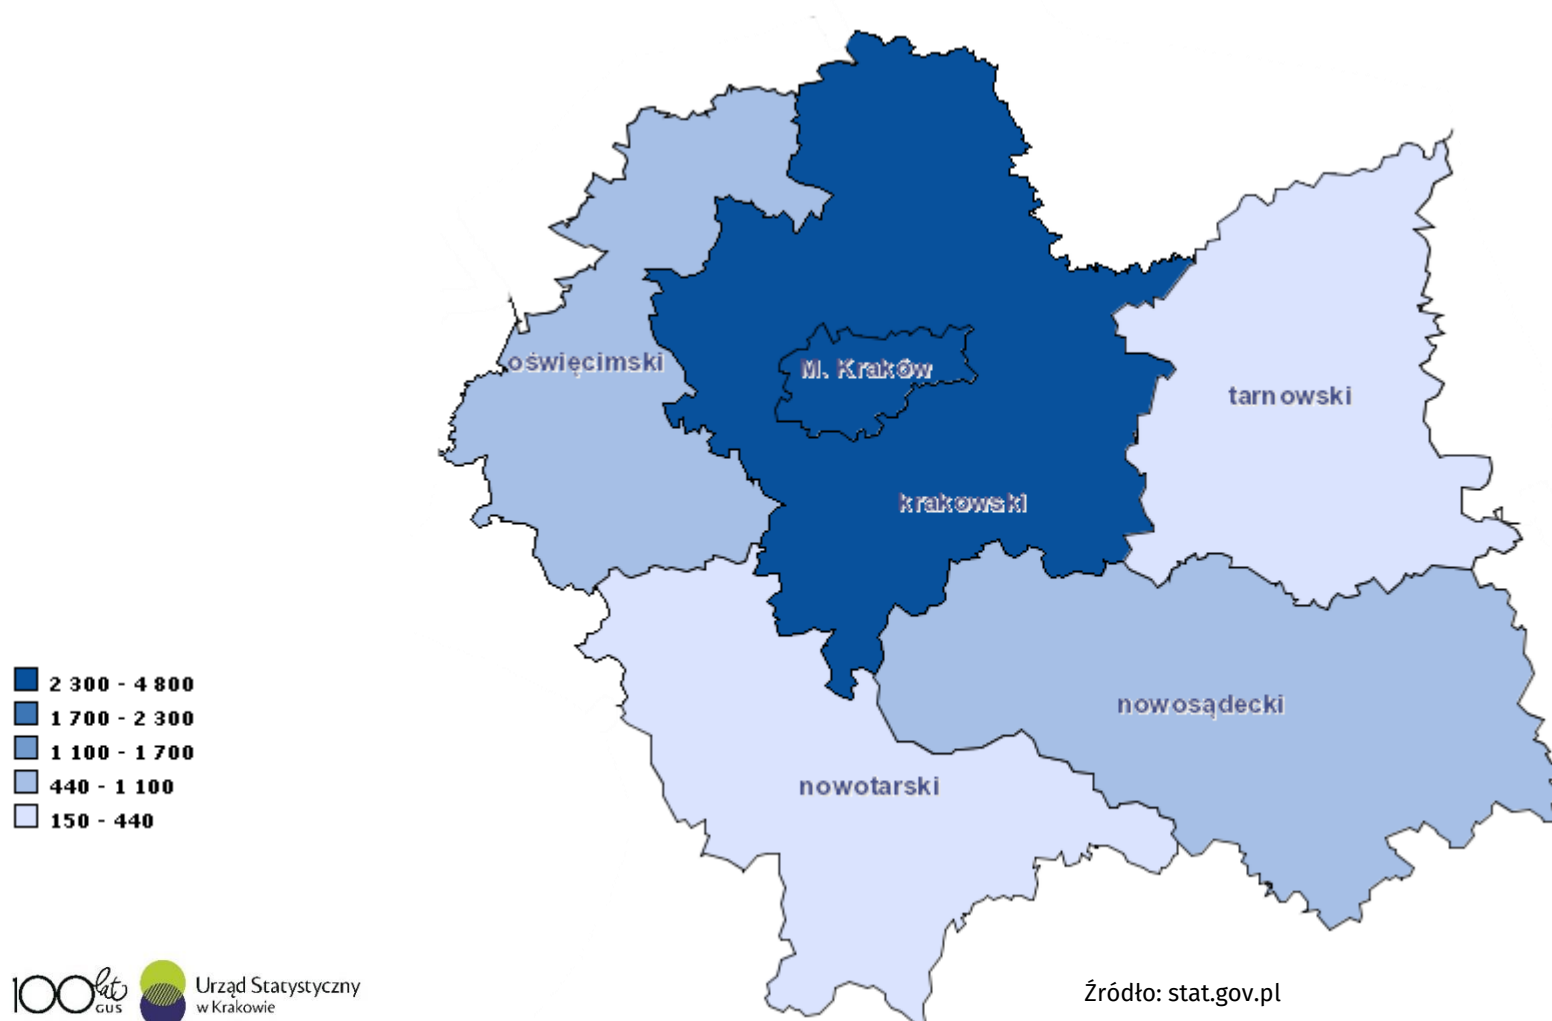 oświęcimski
M. Kraków
tarnowski
krakowski
nowosądecki
nowotarski
2 300 - 4 800
1 700 - 2 300
1 100 - 1 700
440 - 1 100
150 - 440
100 lat
GUS
Urząd Statystyczny
w Krakowie
Źródło: stat.gov.pl